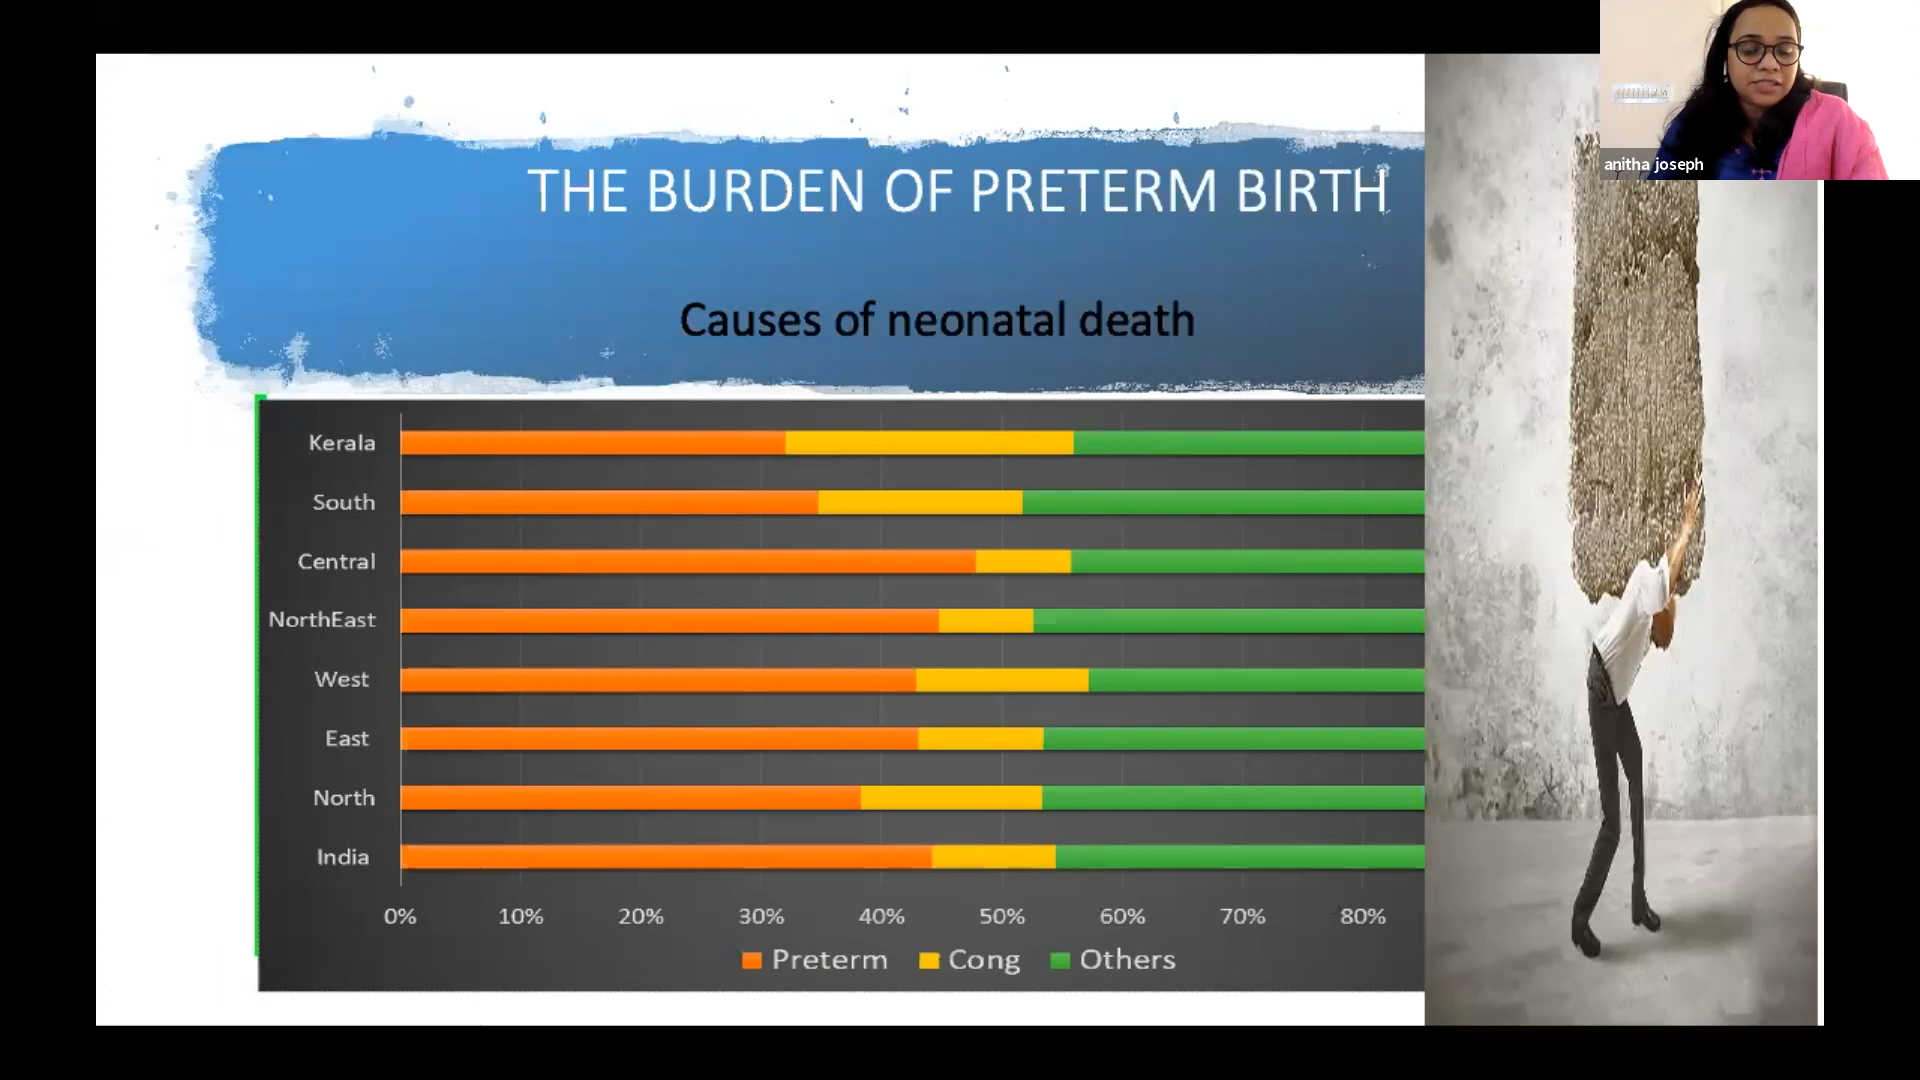 anitha joseph
THE BURDEN OF PRETERM BIRTH
Causes of neonatal death
Kerala
South
Central
NorthEast
West
East
North
India
0% 10% 20% 30% 40% 50% 60% 70% 80%
Preterm Cong Others